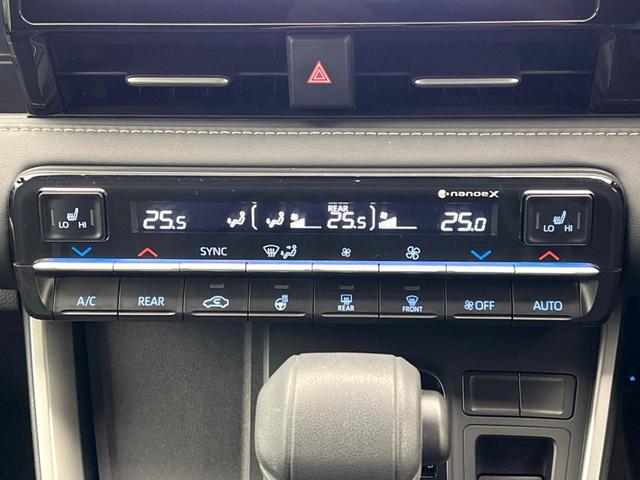 nanoeX
LO HI
25.5
REAR
25.5
25.0
LO HI
SYNC
A/C
REAR
REAR
FRONT
OFF
AUTO